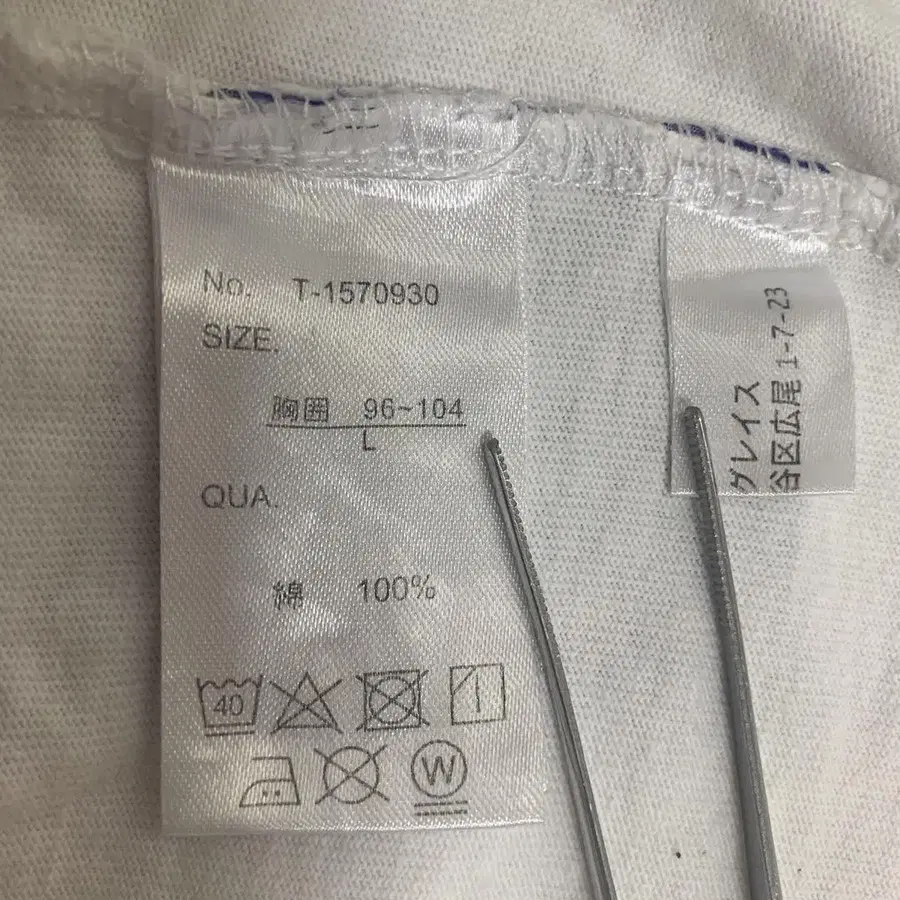 No. T-1570930
SIZE.
胸囲 96~104
L
QUA.
綿 100%
40
W
グレイス
谷区広尾 1-7-23